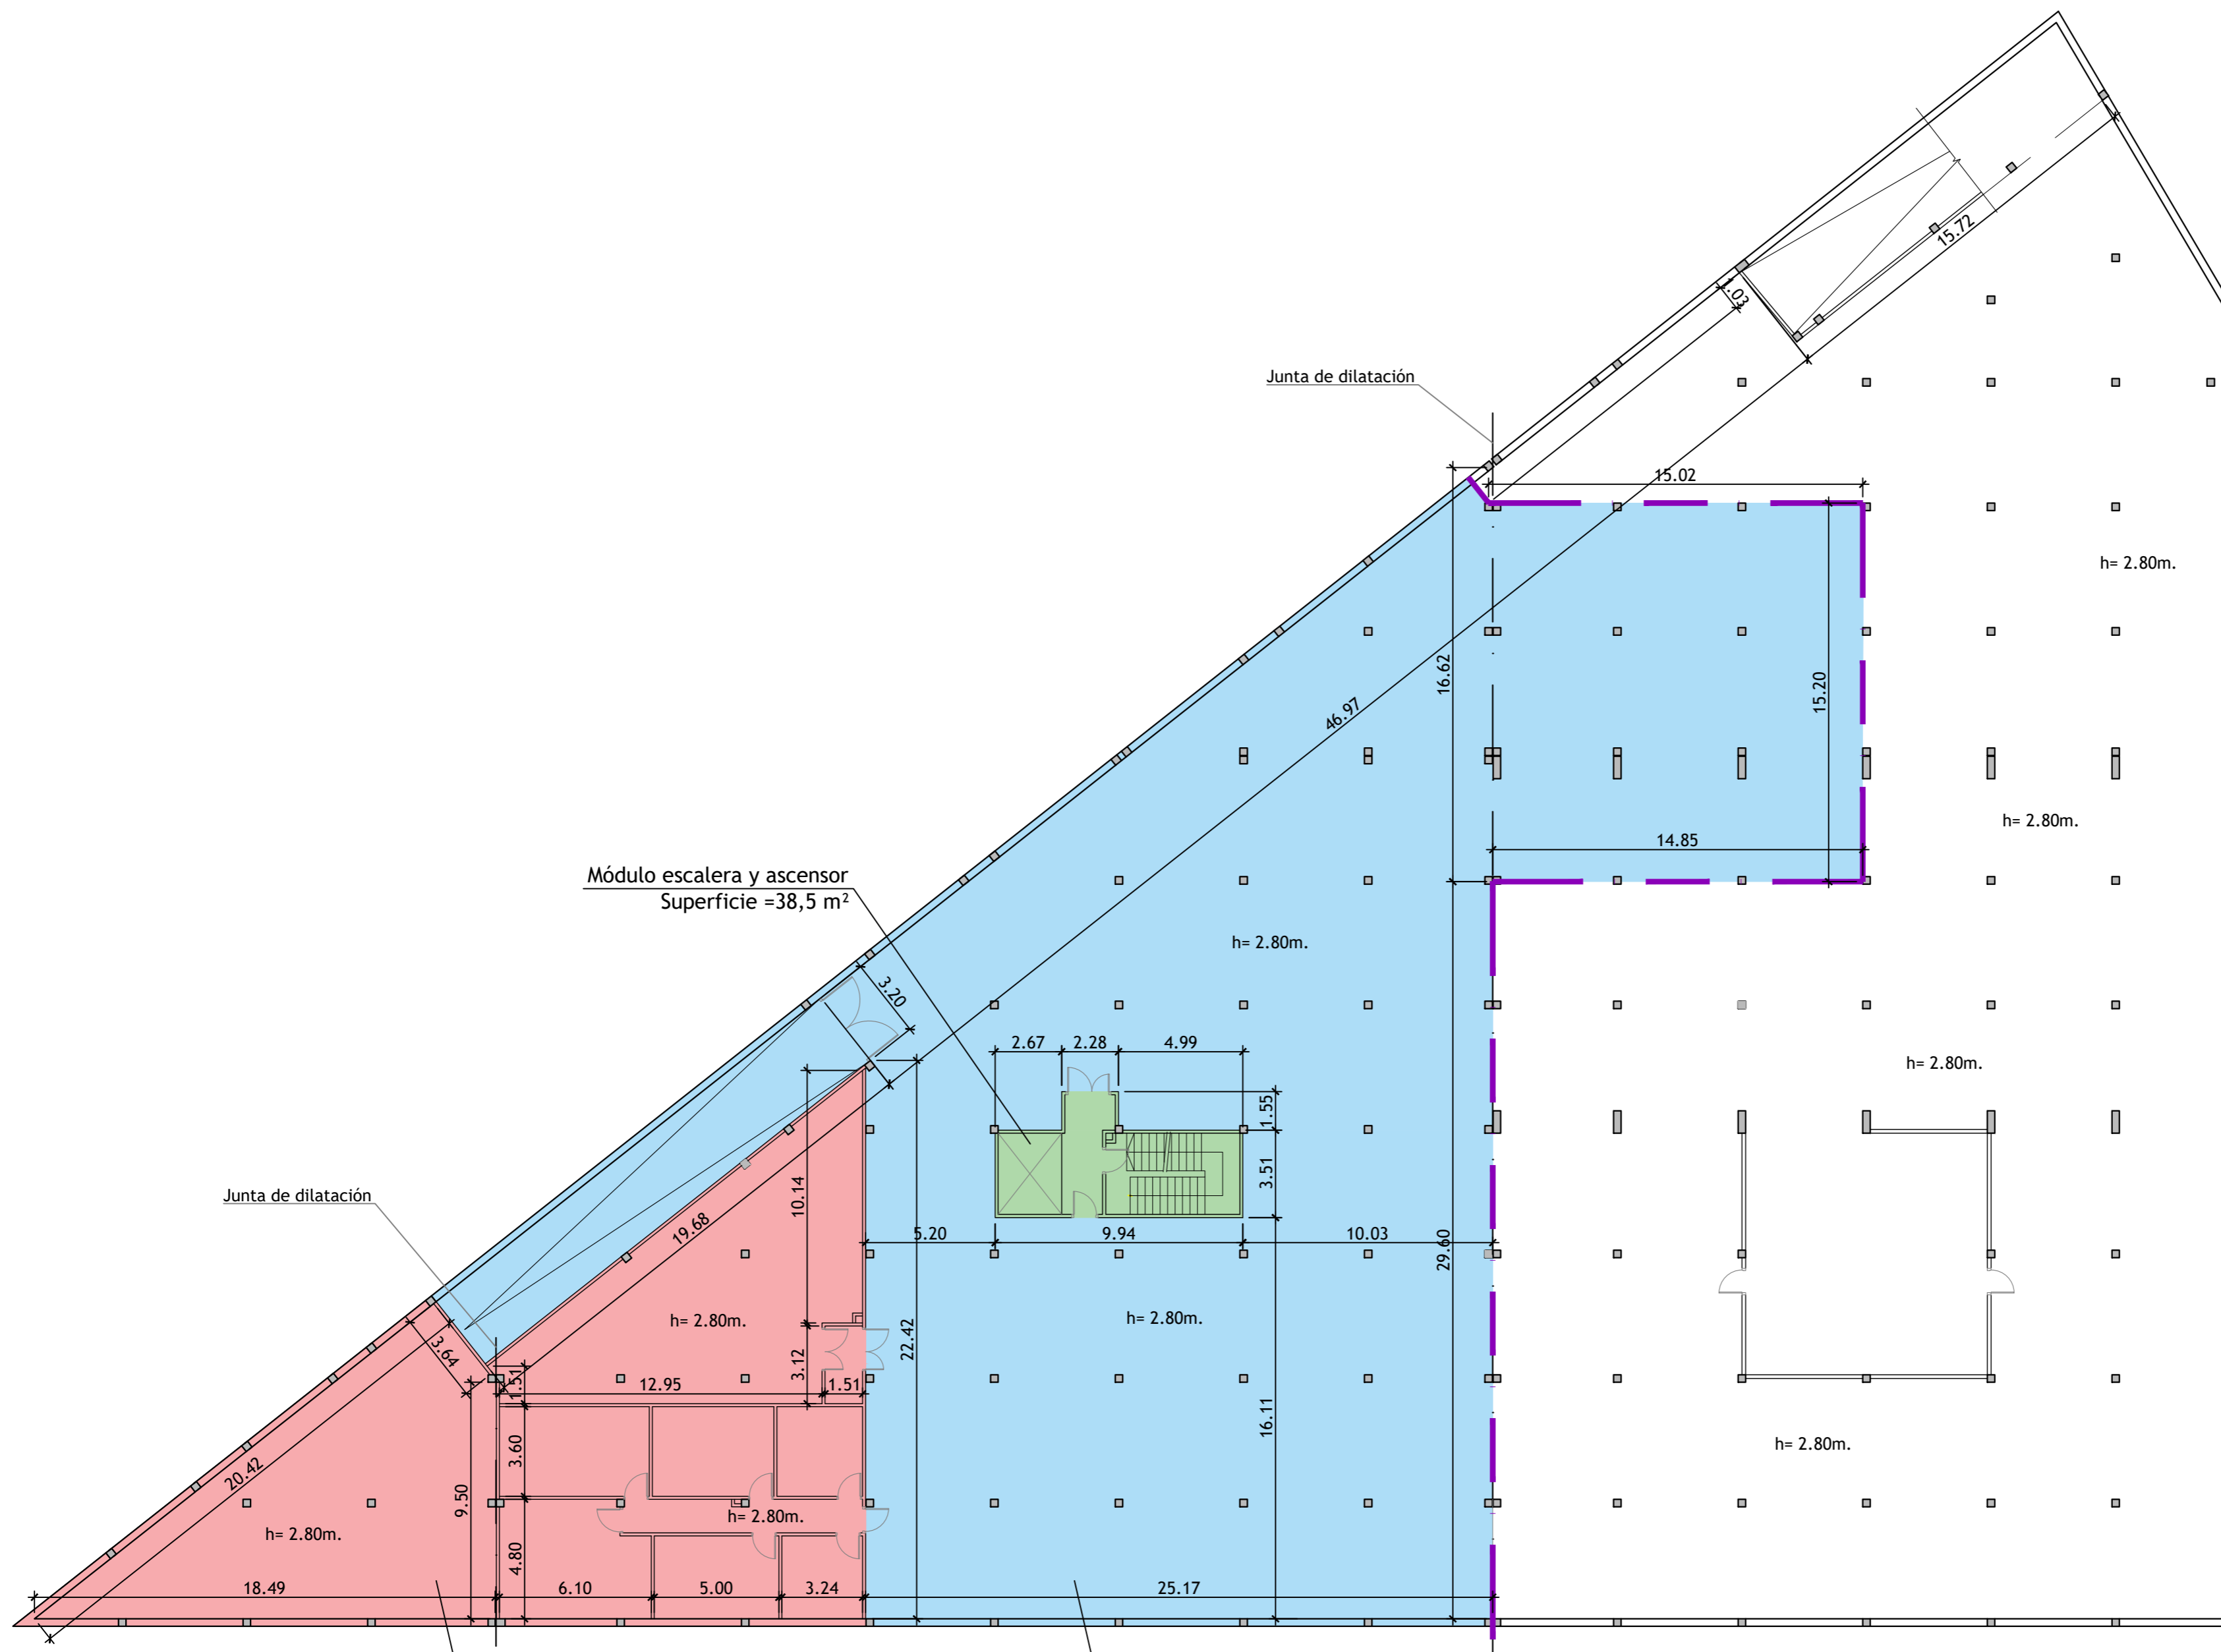 15.72
1.03
Junta de dilatación
15.02
h= 2.80m.
16.62
15.20
46.97
h= 2.80m.
14.85
Módulo escalera y ascensor
Superficie =38,5 m²
h= 2.80m.
3.20
2.67
2.28
4.99
h= 2.80m.
1.55
3.51
10.14
Junta de dilatación
19.68
5.20
9.94
10.03
29.60
h= 2.80m.
h= 2.80m.
22.42
3.64
3.12
1.51
12.95
1.51
16.11
3.60
h= 2.80m.
20.42
9.50
h= 2.80m.
h= 2.80m.
4.80
18.49
6.10
5.00
3.24
25.17